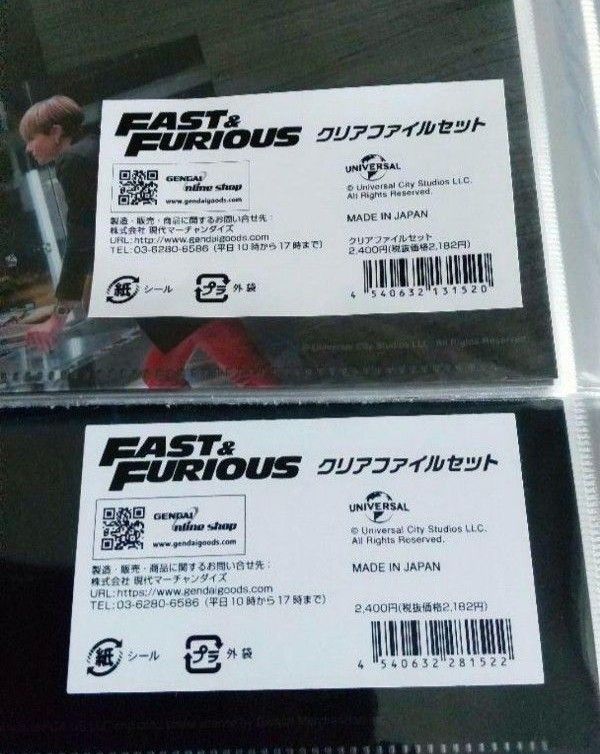 FAST & FURIOUS クリアファイルセット
GENDAI
nline shop
www.gendaigoods.com
UNIVERSAL
© Universal City Studios LLC.
All Rights Reserved.
MADE IN JAPAN
製造・販売・商品に関するお問い合せ先:
株式会社 現代マーチャンダイズ
URL:http://www.gendaigoods.com
TEL:03-6280-6586 (平日10時から17時まで)
クリアファイルセット
2,400円(税抜価格2,182円)
紙 シール
プラ 外袋
4 540632 131520
© Universal City Studios LLC. All Rights Reserved.
FAST & FURIOUS クリアファイルセット
GENDAI
nline shop
www.gendaigoods.com
UNIVERSAL
© Universal City Studios LLC.
All Rights Reserved.
MADE IN JAPAN
製造・販売・商品に関するお問い合せ先:
株式会社 現代マーチャンダイズ
URL:https://www.gendaigoods.com
TEL:03-6280-6586 (平日10時から17時まで)
2,400円(税抜価格2,182円)
紙 シール
プラ 外袋
4 540632 281522